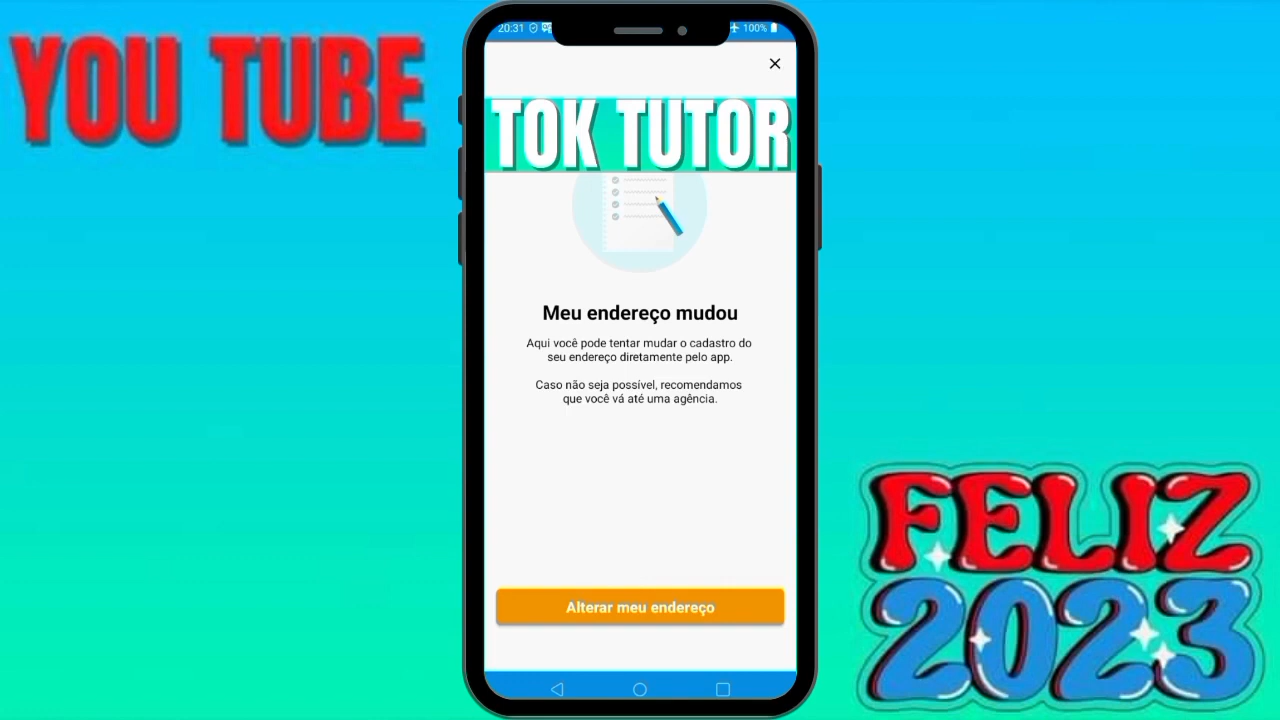 YOU TUBE
20:31
100%
TOK TUTOR
Meu endereço mudou
Aqui você pode tentar mudar o cadastro do
seu endereço diretamente pelo app.
Caso não seja possível, recomendamos
que você vá até uma agência.
Alterar meu endereço
FELIZ
2023